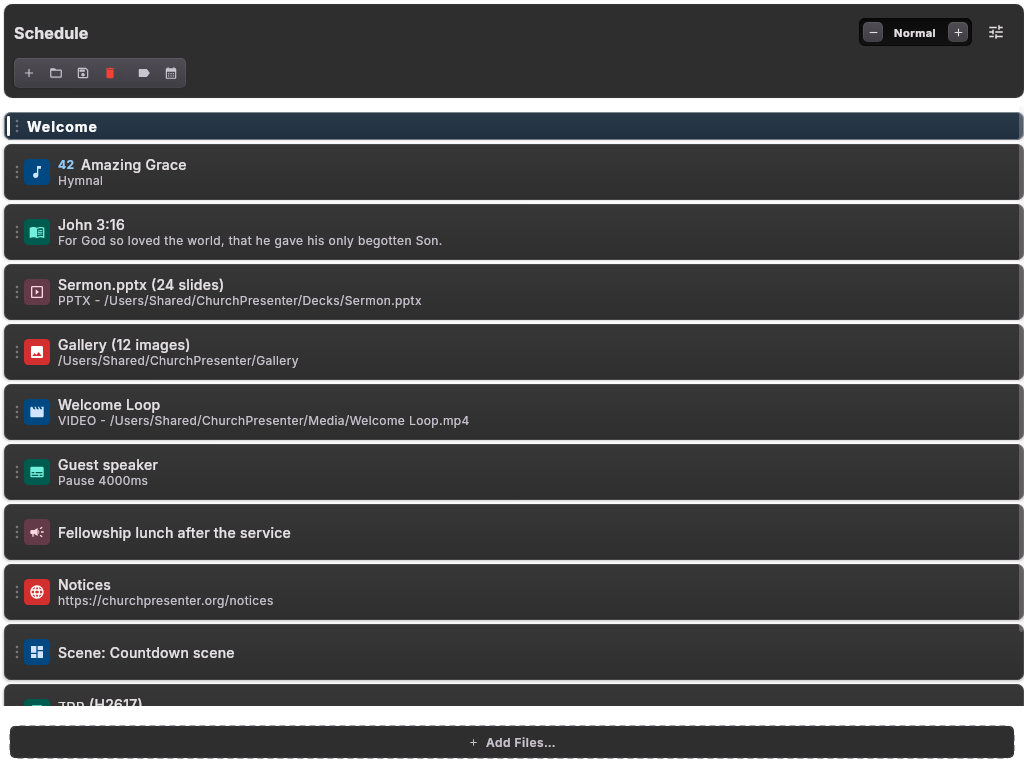 Schedule
Normal
Welcome
42 Amazing Grace
Hymnal
John 3:16
For God so loved the world, that he gave his only begotten Son.
Sermon.pptx (24 slides)
PPTX - /Users/Shared/ChurchPresenter/Decks/Sermon.pptx
Gallery (12 images)
/Users/Shared/ChurchPresenter/Gallery
Welcome Loop
VIDEO - /Users/Shared/ChurchPresenter/Media/Welcome Loop.mp4
Guest speaker
Pause 4000ms
Fellowship lunch after the service
Notices
https://churchpresenter.org/notices
Scene: Countdown scene
(H2617)
Add Files...